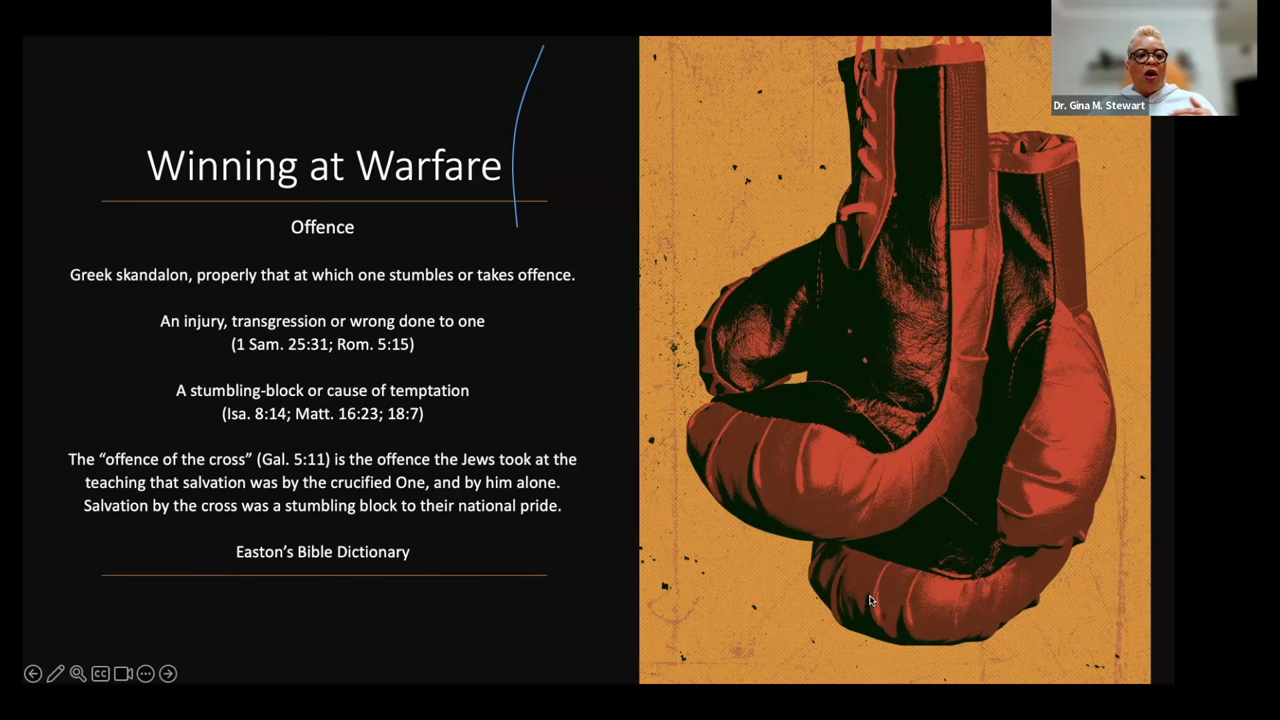 Winning at Warfare
Offence
Greek skandalon, properly that at which one stumbles or takes offence.
An injury, transgression or wrong done to one
(1 Sam. 25:31; Rom. 5:15)
A stumbling-block or cause of temptation
(Isa. 8:14; Matt. 16:23; 18:7)
The “offence of the cross” (Gal. 5:11) is the offence the Jews took at the
teaching that salvation was by the crucified One, and by him alone.
Salvation by the cross was a stumbling block to their national pride.
Easton’s Bible Dictionary
CC
Dr. Gina M. Stewart